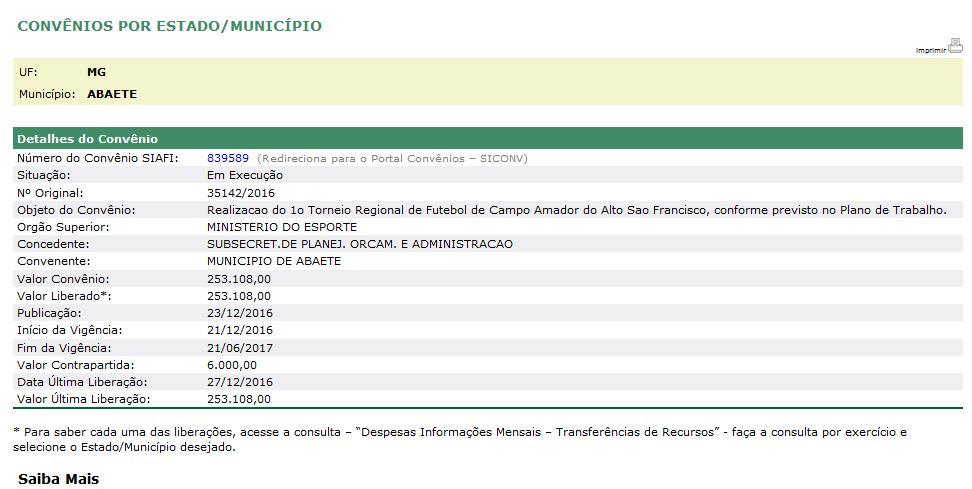 CONVÊNIOS POR ESTADO/MUNICÍPIO
Imprimir
UF: MG
Município: ABAETE
Detalhes do Convênio
Número do Convênio SIAFI: 839589 (Redireciona para o Portal Convênios – SICONV)
Situação: Em Execução
Nº Original: 35142/2016
Objeto do Convênio: Realizacao do 1o Torneio Regional de Futebol de Campo Amador do Alto Sao Francisco, conforme previsto no Plano de Trabalho.
Orgão Superior: MINISTERIO DO ESPORTE
Concedente: SUBSECRET.DE PLANEJ. ORCAM. E ADMINISTRACAO
Convenente: MUNICIPIO DE ABAETE
Valor Convênio: 253.108,00
Valor Liberado*: 253.108,00
Publicação: 23/12/2016
Início da Vigência: 21/12/2016
Fim da Vigência: 21/06/2017
Valor Contrapartida: 6.000,00
Data Última Liberação: 27/12/2016
Valor Última Liberação: 253.108,00
* Para saber cada uma das liberações, acesse a consulta – “Despesas Informações Mensais – Transferências de Recursos” - faça a consulta por exercício e
selecione o Estado/Município desejado.
Saiba Mais